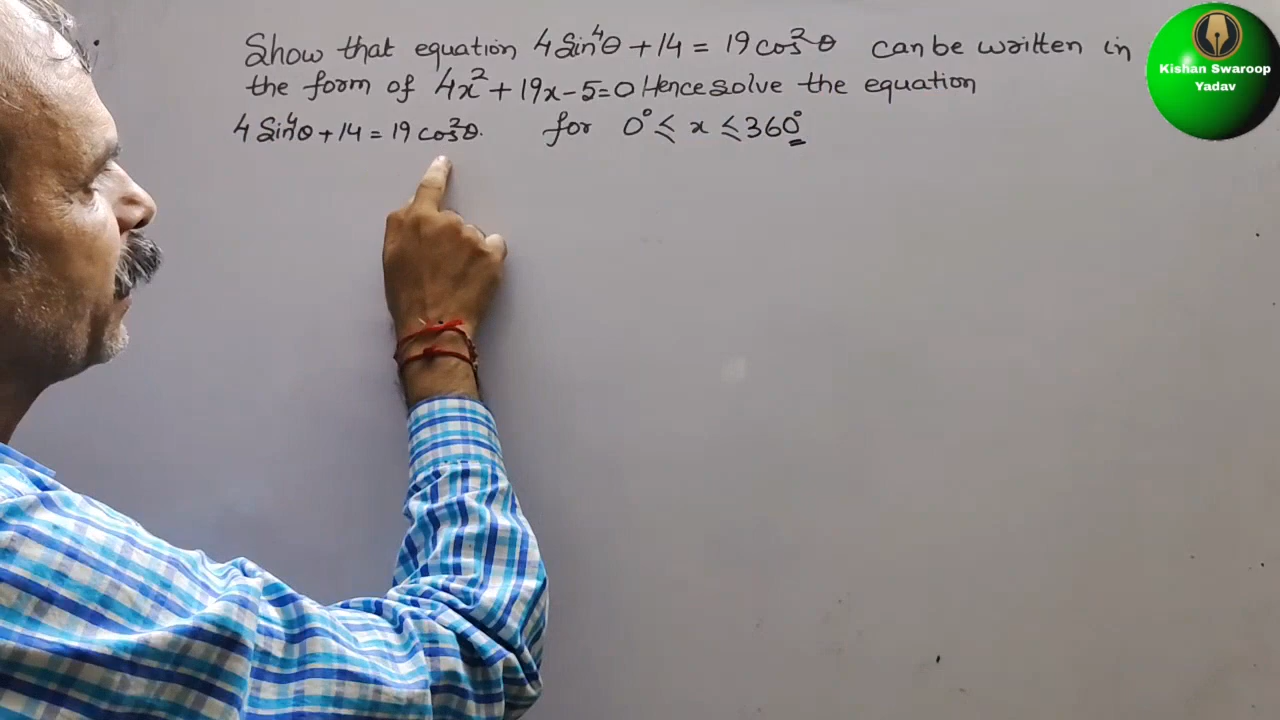 Show that equation 4 Sin⁴θ + 14 = 19 cos²θ can be written in
the form of 4x² + 19x - 5 = 0 Hence solve the equation
4 Sin⁴θ + 14 = 19 cos²θ. for 0° ≤ x ≤ 360°
Kishan Swaroop
Yadav